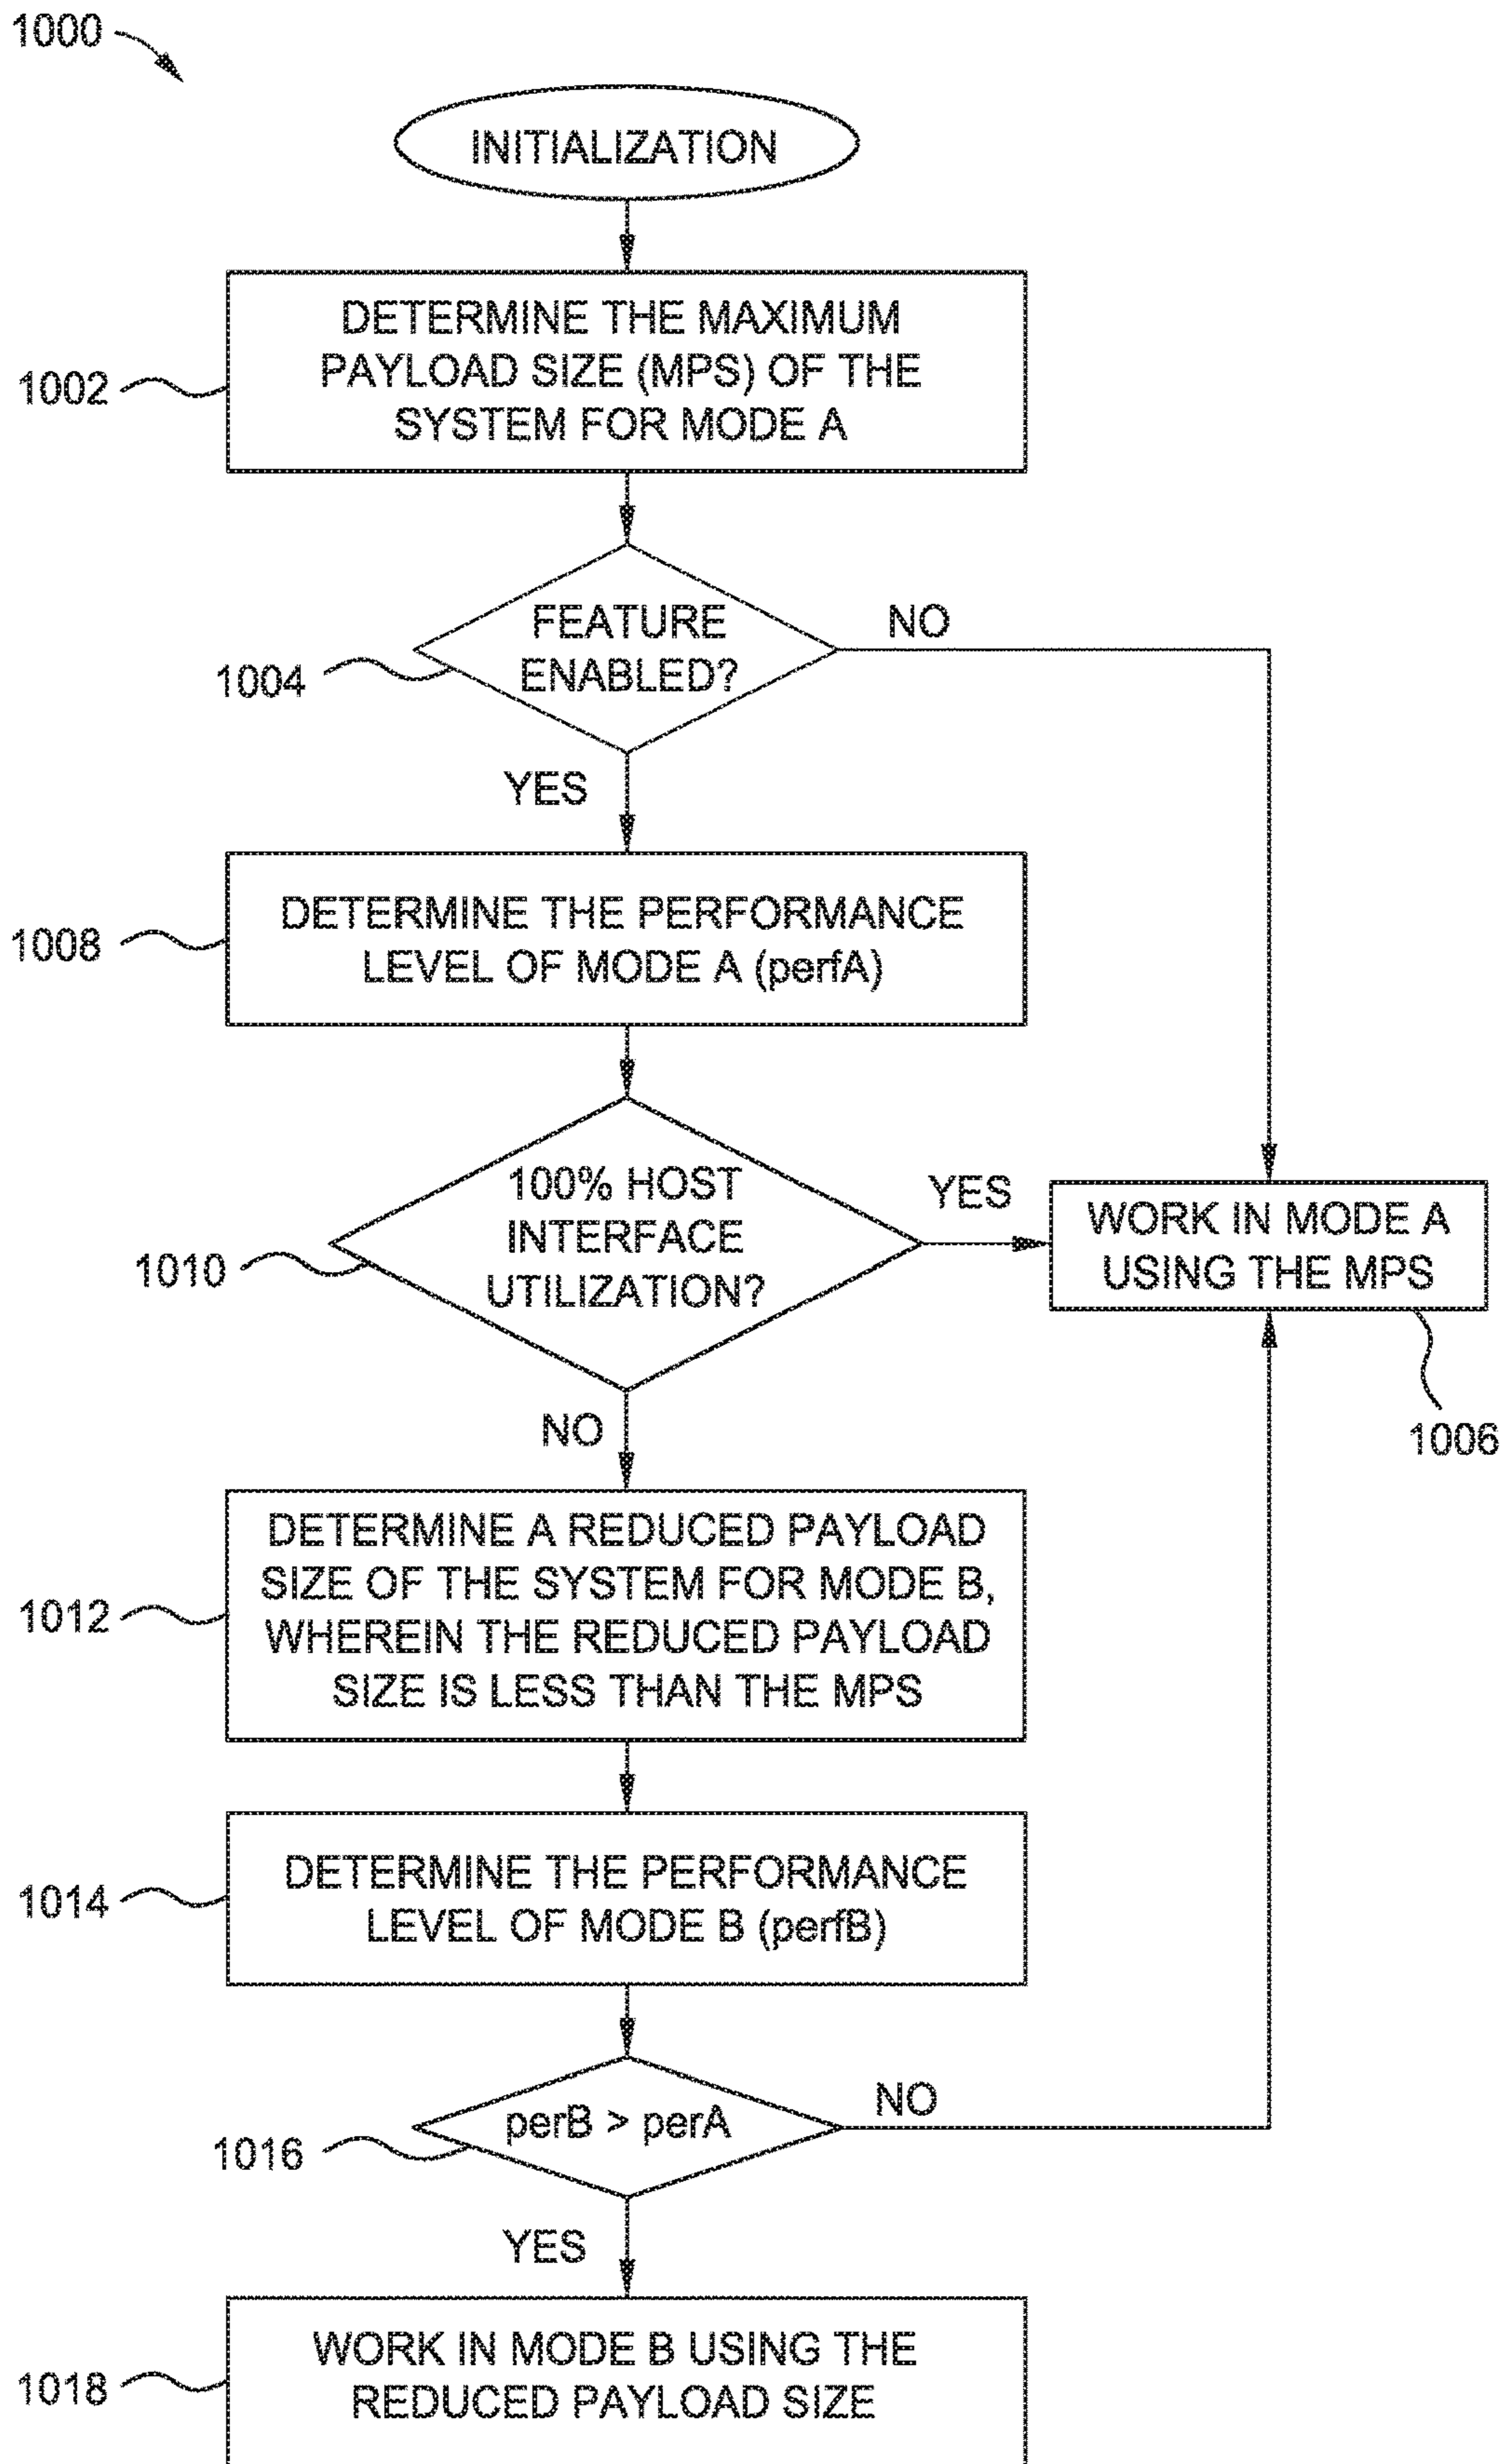 1000
INITIALIZATION
DETERMINE THE MAXIMUM
PAYLOAD SIZE (MPS) OF THE
SYSTEM FOR MODE A
1002
FEATURE
ENABLED?
NO
1004
YES
DETERMINE THE PERFORMANCE
LEVEL OF MODE A (perfA)
1008
100% HOST
INTERFACE
UTILIZATION?
YES
1010
WORK IN MODE A
USING THE MPS
1006
NO
DETERMINE A REDUCED PAYLOAD
SIZE OF THE SYSTEM FOR MODE B,
WHEREIN THE REDUCED PAYLOAD
SIZE IS LESS THAN THE MPS
1012
DETERMINE THE PERFORMANCE
LEVEL OF MODE B (perfB)
1014
perB > perA
NO
1016
YES
WORK IN MODE B USING THE
REDUCED PAYLOAD SIZE
1018